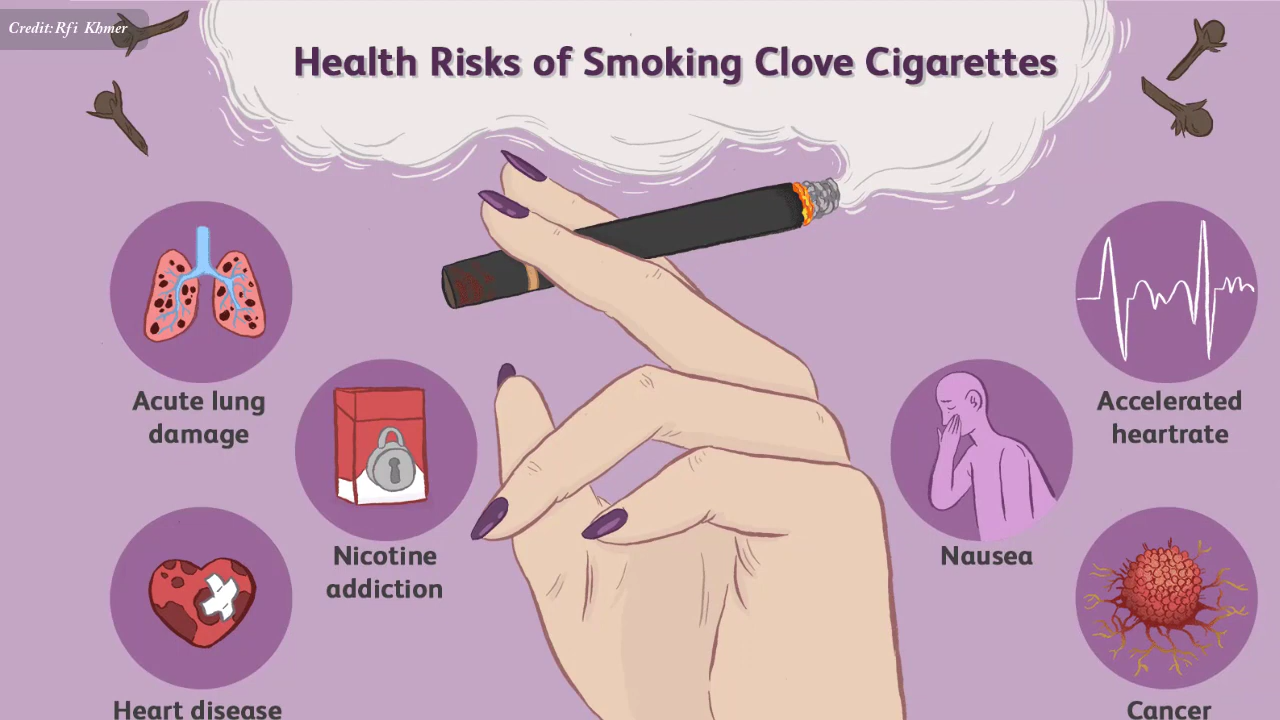 Credit:Rfi Khmer
Health Risks of Smoking Clove Cigarettes
Acute lung
damage
Nicotine
addiction
Heart disease
Accelerated
heartrate
Nausea
Cancer